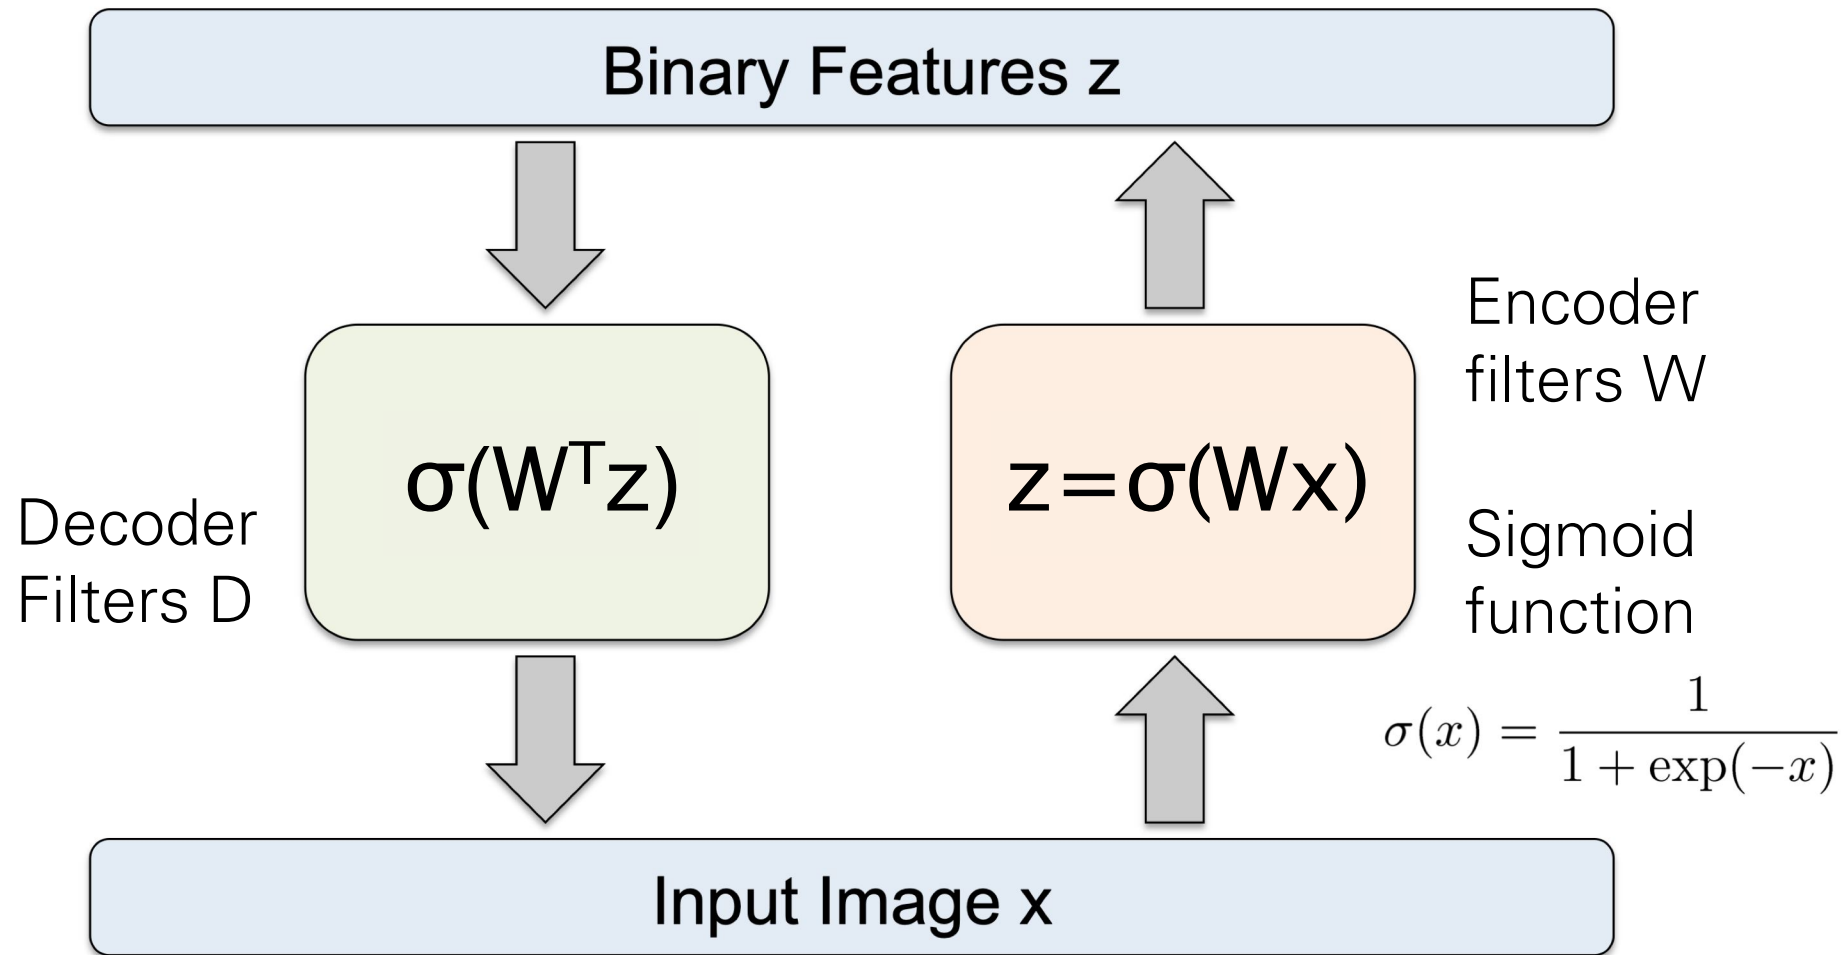 Binary Features z
Encoder
filters W
σ(Wᵀz)
z=σ(Wx)
Decoder
Filters D
Sigmoid
function
σ(x) = 1 / (1 + exp(−x))
Input Image x